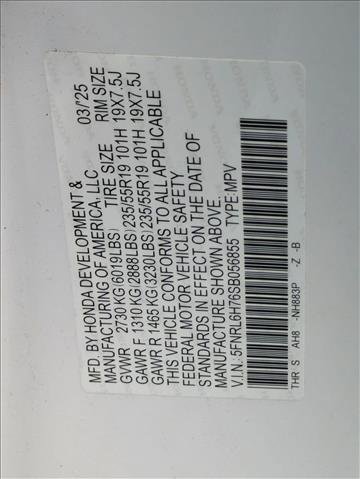 MFD. BY HONDA DEVELOPMENT & 03/25
MANUFACTURING OF AMERICA, LLC
TIRE SIZE RIM SIZE
GVWR 2730 KG(6019LBS)
GAWR F 1310 KG(2888LBS)235/55R19 101H 19X7.5J
GAWR R 1465 KG(3230LBS)235/55R19 101H 19X7.5J
THIS VEHICLE CONFORMS TO ALL APPLICABLE
FEDERAL MOTOR VEHICLE SAFETY
STANDARDS IN EFFECT ON THE DATE OF
MANUFACTURE SHOWN ABOVE.
V.I.N. 5FNRL6H76SB056855 TYPE:MPV
THR S AH8 -NH883P -Z -B